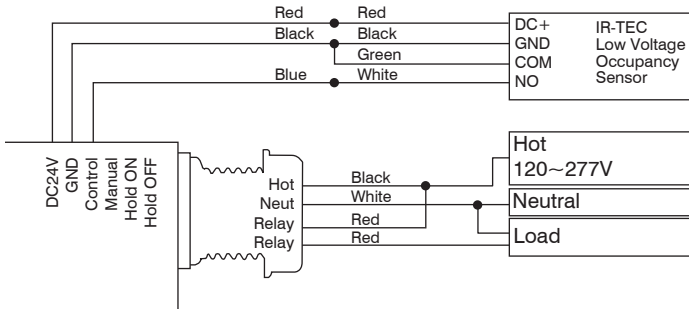 Red Red
Black Black
Green
Blue White
DC+
GND
COM
NO
IR-TEC
Low Voltage
Occupancy
Sensor
DC24V
GND
Control
Manual
Hold ON
Hold OFF
Hot
Neut
Relay
Relay
Black
White
Red
Red
Hot
120~277V
Neutral
Load